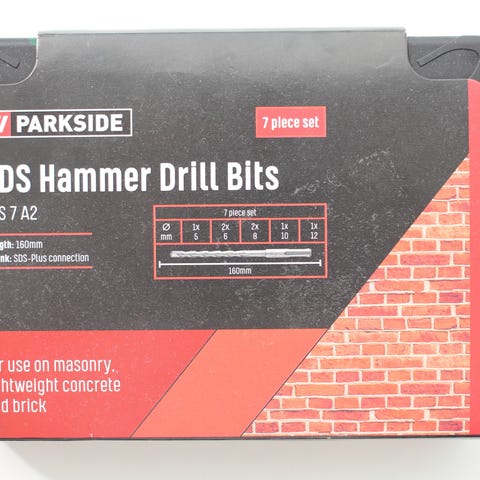 PARKSIDE
7 piece set
DS Hammer Drill Bits
S 7 A2
7 piece set
Ø mm 1x 5 2x 6 2x 8 1x 10 1x 12
160mm
gth: 160mm
nk: SDS-Plus connection
r use on masonry,
ghtweight concrete
d brick